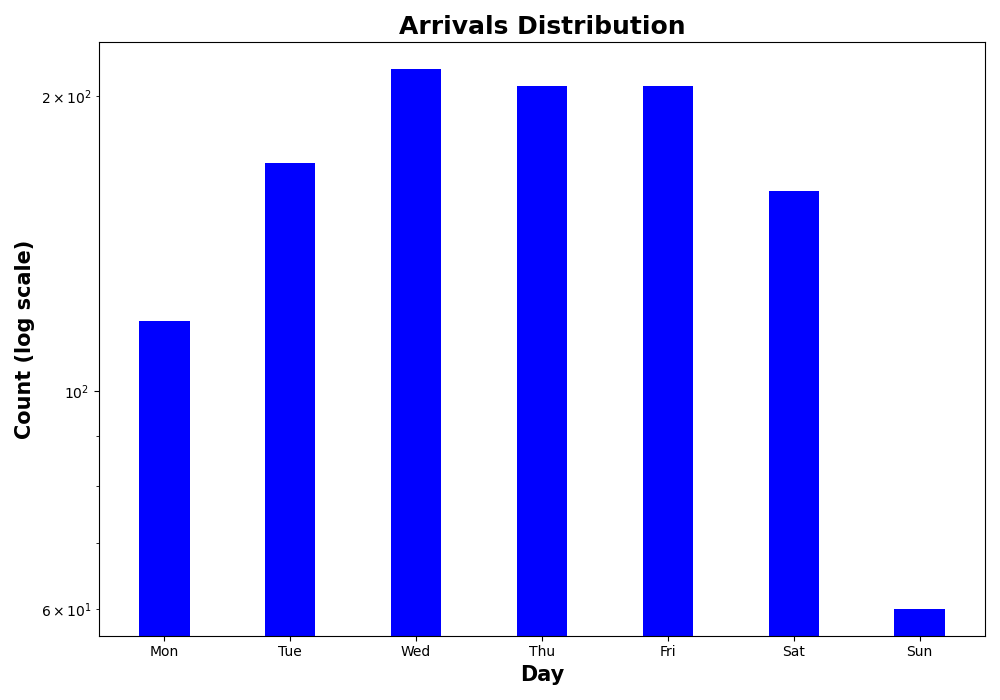 Arrivals Distribution
Count (log scale)
2 × 10²
10²
6 × 10¹
Mon Tue Wed Thu Fri Sat Sun
Day